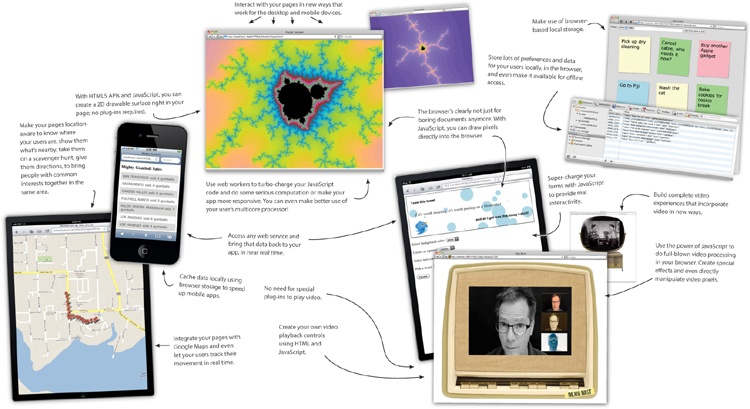 Interact with your pages in new ways that
work for the desktop and mobile devices.
Make use of browser-
based local storage.
Pick up dry
cleaning
Cancel
cable, who
needs it now?
Buy another
Apple
gadget
Go to Fiji
Nash the
cat
Bake
cookies for
cookie
break
Store lots of preferences and data
for your users locally, in the browser,
and even make it available for offline
access.
With HTML5 APIs and JavaScript, you can
create a 2D drawable surface right in your
page; no plug-ins required.
Make your pages location-
aware to know where
your users are, show them
what's nearby, take them
on a scavenger hunt, give
them directions, to bring
people with common
interests together in the
same area.
The browser's clearly not just for
boring documents anymore. With
JavaScript, you can draw pixels
directly into the browser.
Mighty Gumball Sales
Use web workers to turbo-charge your JavaScript
code and do some serious computation or make your
app more responsive. You can even make better use of
your user's multicore processor!
Super-charge your
forms with JavaScript
to provide real
interactivity.
Build complete video
experiences that incorporate
video in new ways.
Access any web service and
bring that data back to your
app, in near real time.
Use the power of JavaScript to
do full-blown video processing
in your browser. Create special
effects and even directly
manipulate video pixels.
Cache data locally using
browser storage to speed
up mobile apps.
No need for special
plug-ins to play video.
Create your own video
playback controls
using HTML and
JavaScript.
Integrate your pages with
Google Maps and even
let your users track their
movement in real time.